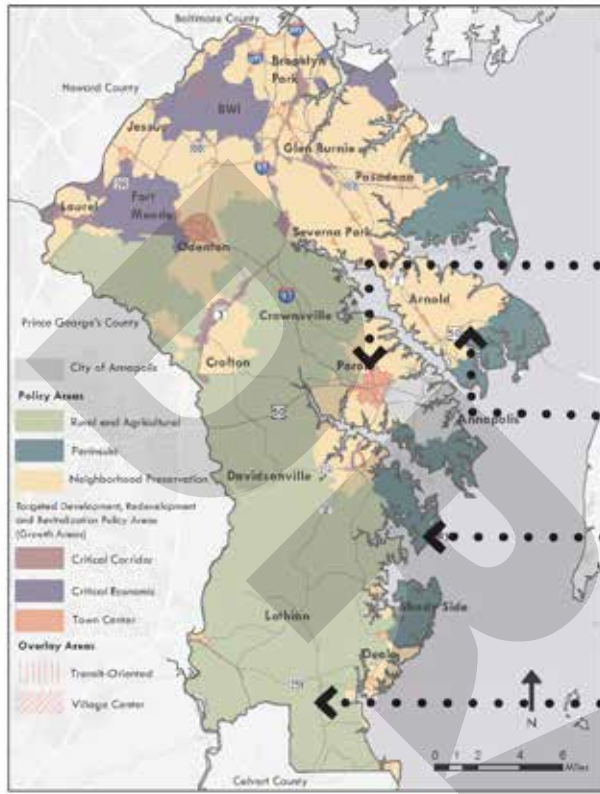 Baltimore County
Brooklyn
Park
Howard County
BWI
Jessup
Glen Burnie
Pasadena
Fort
Meade
Laurel
Severna Park
Odenton
Arnold
Prince George's County
Crownsville
Crofton
Parole
City of Annapolis
Policy Areas
Rural and Agricultural
Annapolis
Peninsula
Neighborhood Preservation
Davidsonville
Targeted Development, Redevelopment
and Revitalization Policy Areas
(Growth Areas)
Critical Corridor
Critical Economic
Town Center
Lothian
Shady Side
Overlay Areas
Deale
Transit-Oriented
Village Center
N
0 1 2 4 6
Miles
Calvert County